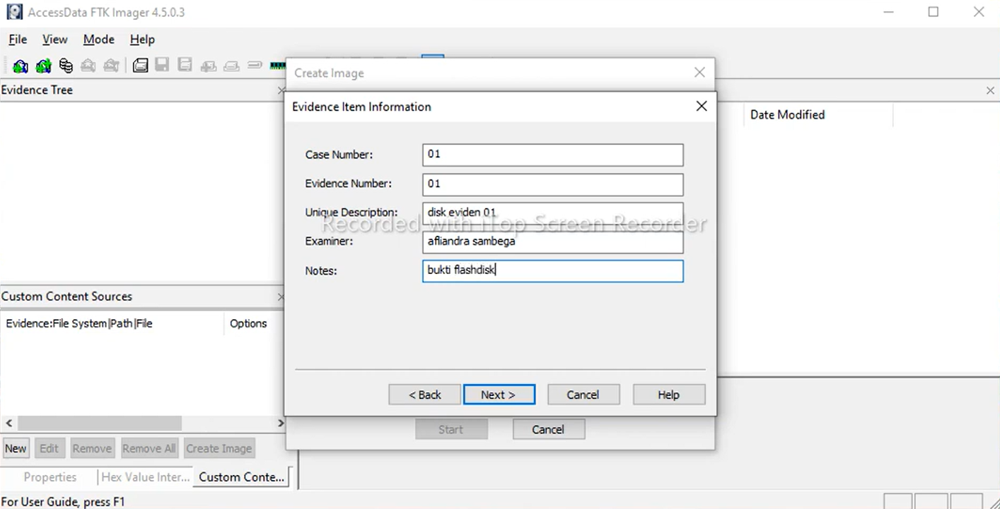 AccessData FTK Imager 4.5.0.3
File View Mode Help
Create Image
Evidence Tree
Evidence Item Information
Date Modified
Case Number: 01
Evidence Number: 01
Unique Description: disk eviden 01
Recorded with iTop Screen Recorder
Examiner: afliandra sambega
Notes: bukti flashdisk
Custom Content Sources
Evidence:File System|Path|File Options
< Back Next > Cancel Help
Start Cancel
New Edit Remove Remove All Create Image
Properties Hex Value Inter... Custom Conte...
For User Guide, press F1